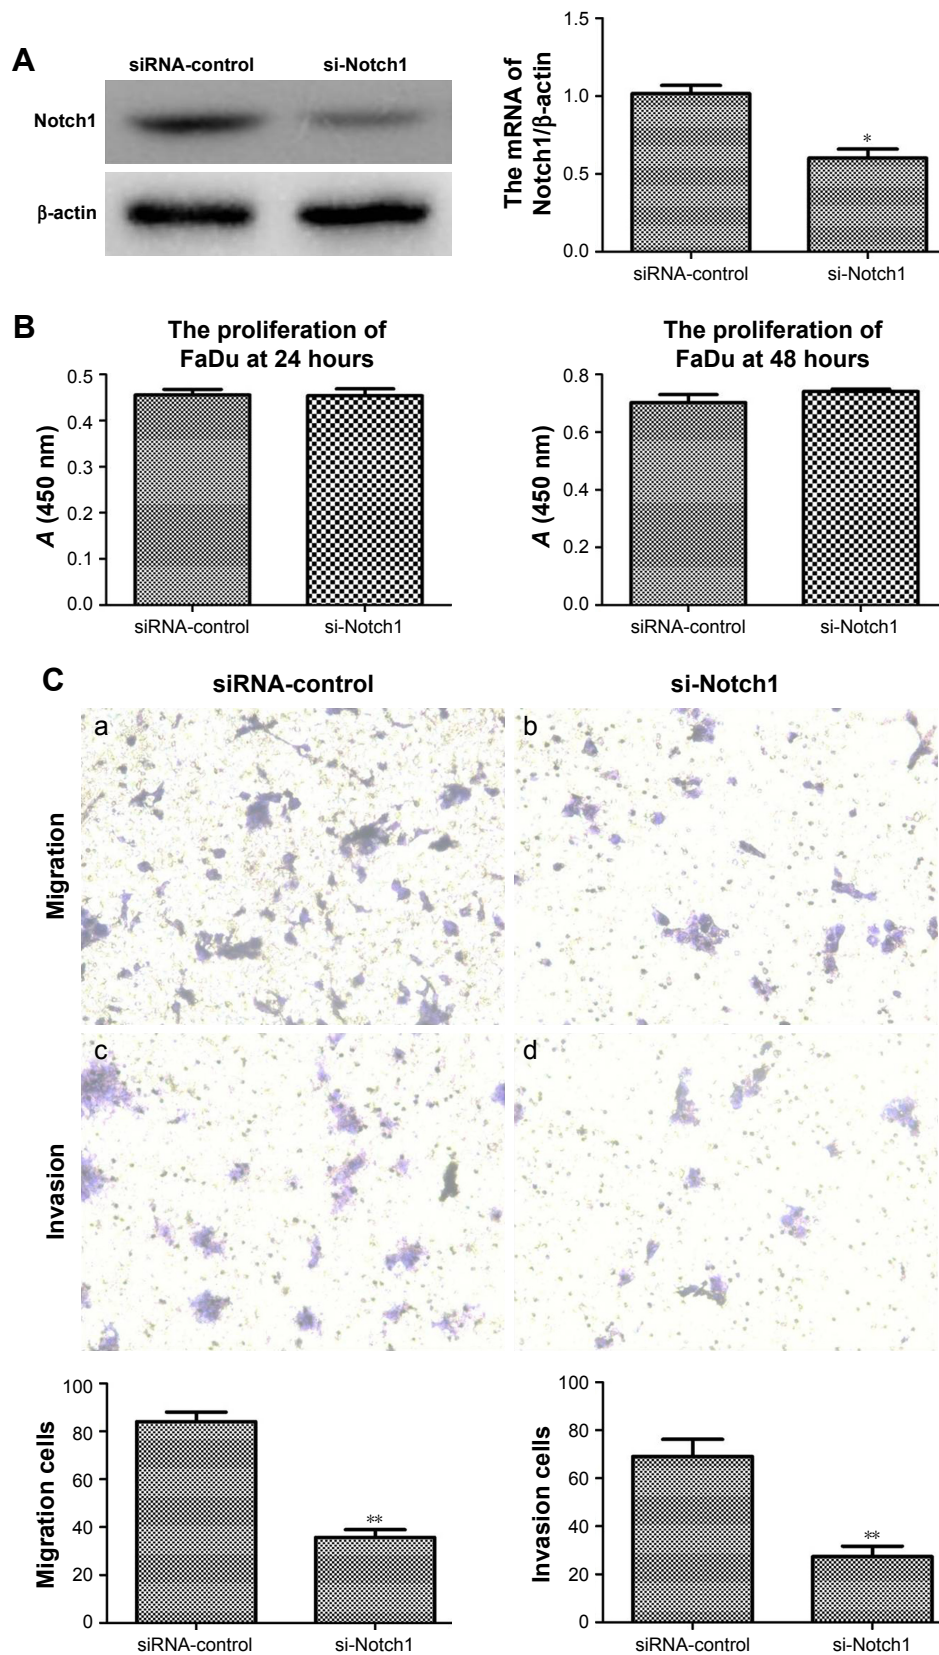 A
siRNA-control
si-Notch1
Notch1
β-actin
The mRNA of
Notch1/β-actin
1.5
1.0
0.5
0.0
*
siRNA-control
si-Notch1
B
The proliferation of
FaDu at 24 hours
A (450 nm)
0.5
0.4
0.3
0.2
0.1
0.0
siRNA-control
si-Notch1
The proliferation of
FaDu at 48 hours
A (450 nm)
0.8
0.6
0.4
0.2
0.0
siRNA-control
si-Notch1
C
siRNA-control
si-Notch1
Migration
a
b
Invasion
c
d
Migration cells
100
80
60
40
20
0
**
siRNA-control
si-Notch1
Invasion cells
100
80
60
40
20
0
**
siRNA-control
si-Notch1